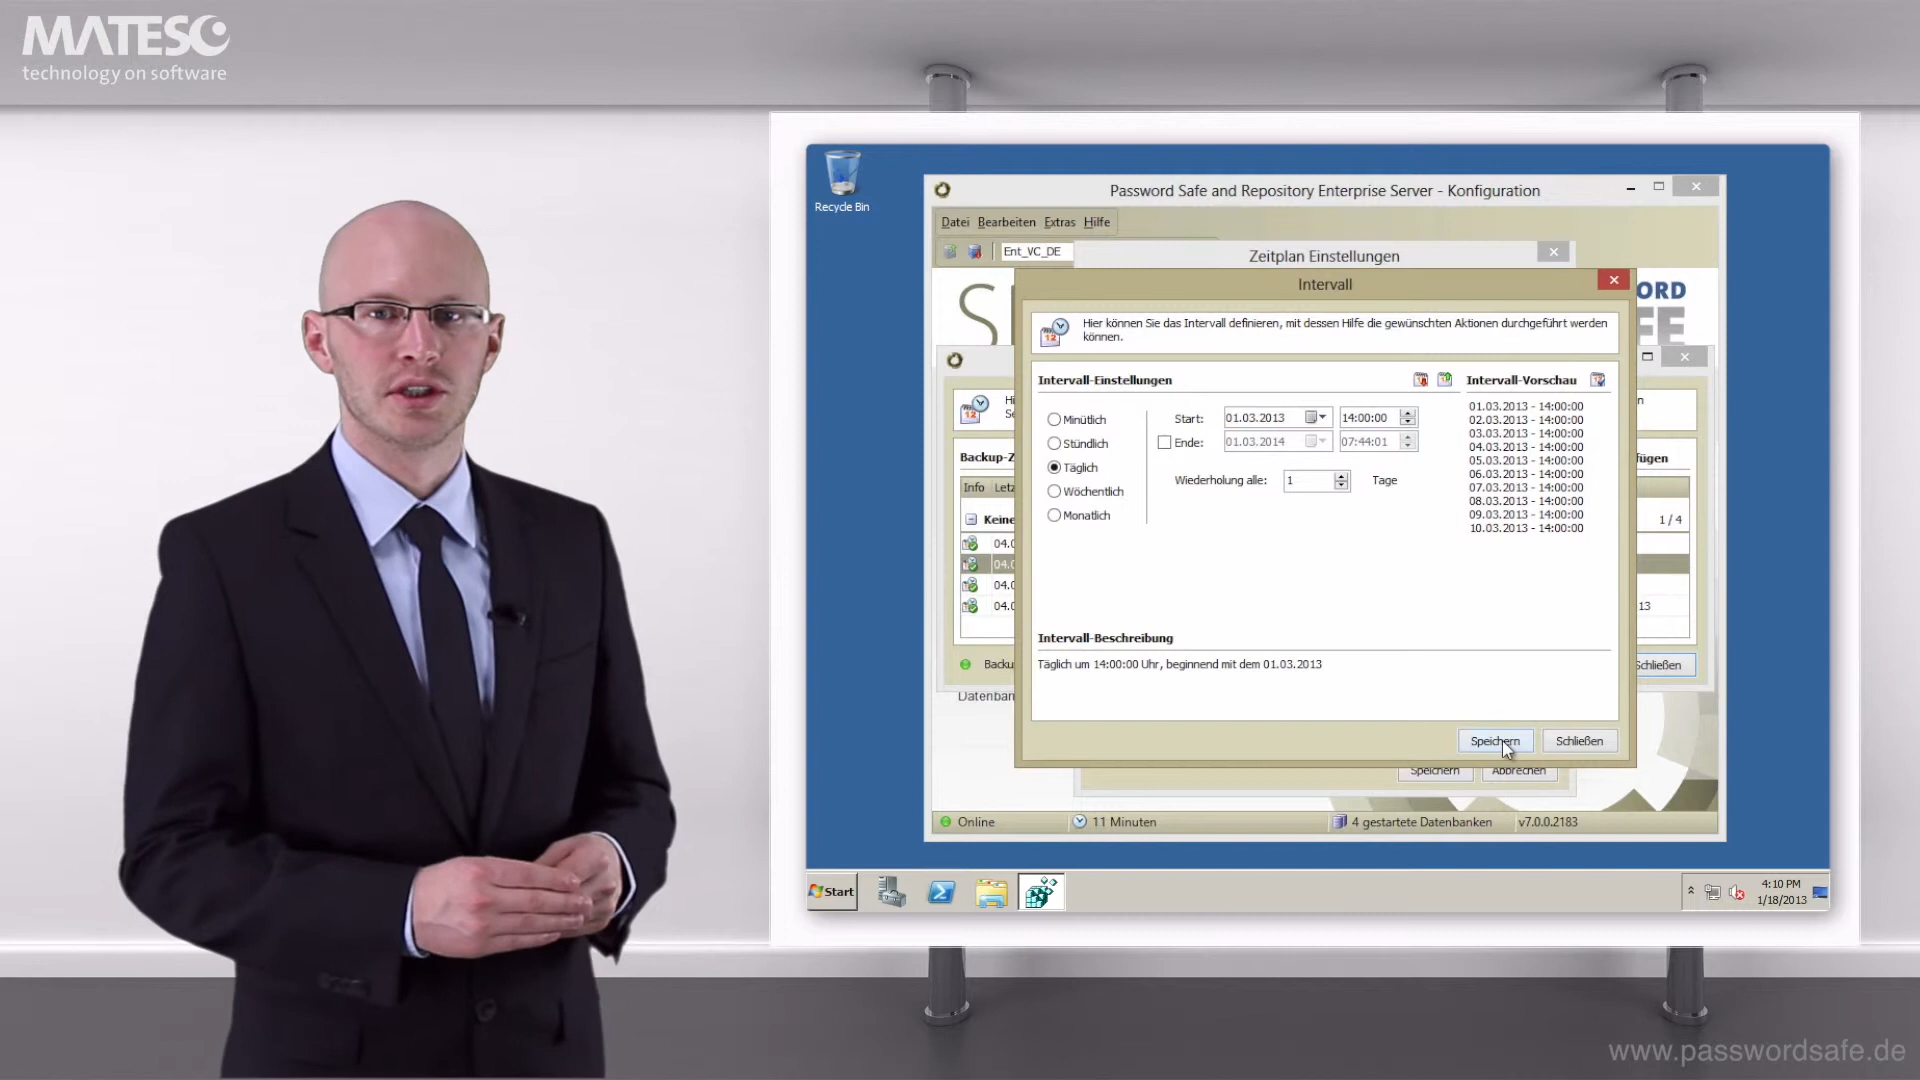 MATESO
technology on software
Recycle Bin
Password Safe and Repository Enterprise Server - Konfiguration
Datei Bearbeiten Extras Hilfe
Ent_VC_DE
Zeitplan Einstellungen
Intervall
Hier können Sie das Intervall definieren, mit dessen Hilfe die gewünschten Aktionen durchgeführt werden
können.
Intervall-Einstellungen
Intervall-Vorschau
Minütlich
Stündlich
Täglich
Wöchentlich
Monatlich
Start: 01.03.2013 14:00:00
Ende: 01.03.2014 07:44:01
Wiederholung alle: 1 Tage
01.03.2013 - 14:00:00
02.03.2013 - 14:00:00
03.03.2013 - 14:00:00
04.03.2013 - 14:00:00
05.03.2013 - 14:00:00
06.03.2013 - 14:00:00
07.03.2013 - 14:00:00
08.03.2013 - 14:00:00
09.03.2013 - 14:00:00
10.03.2013 - 14:00:00
Intervall-Beschreibung
Täglich um 14:00:00 Uhr, beginnend mit dem 01.03.2013
Speichern Schließen
Info
1 / 4
13
Schließen
Speichern Abbrechen
Online
11 Minuten
4 gestartete Datenbanken
v7.0.0.2183
Start
4:10 PM
1/18/2013
www.passwordsafe.de